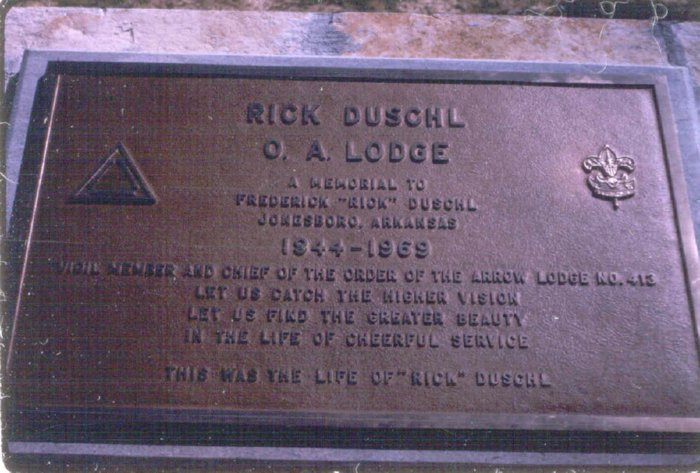 RICK DUSCHL
O. A. LODGE
A MEMORIAL TO
FREDERICK "RICK" DUSCHL
JONESBORO, ARKANSAS
1944-1969
VIGIL MEMBER AND CHIEF OF THE ORDER OF THE ARROW LODGE NO. 413
LET US CATCH THE HIGHER VISION
LET US FIND THE GREATER BEAUTY
IN THE LIFE OF CHEERFUL SERVICE
THIS WAS THE LIFE OF "RICK" DUSCHL